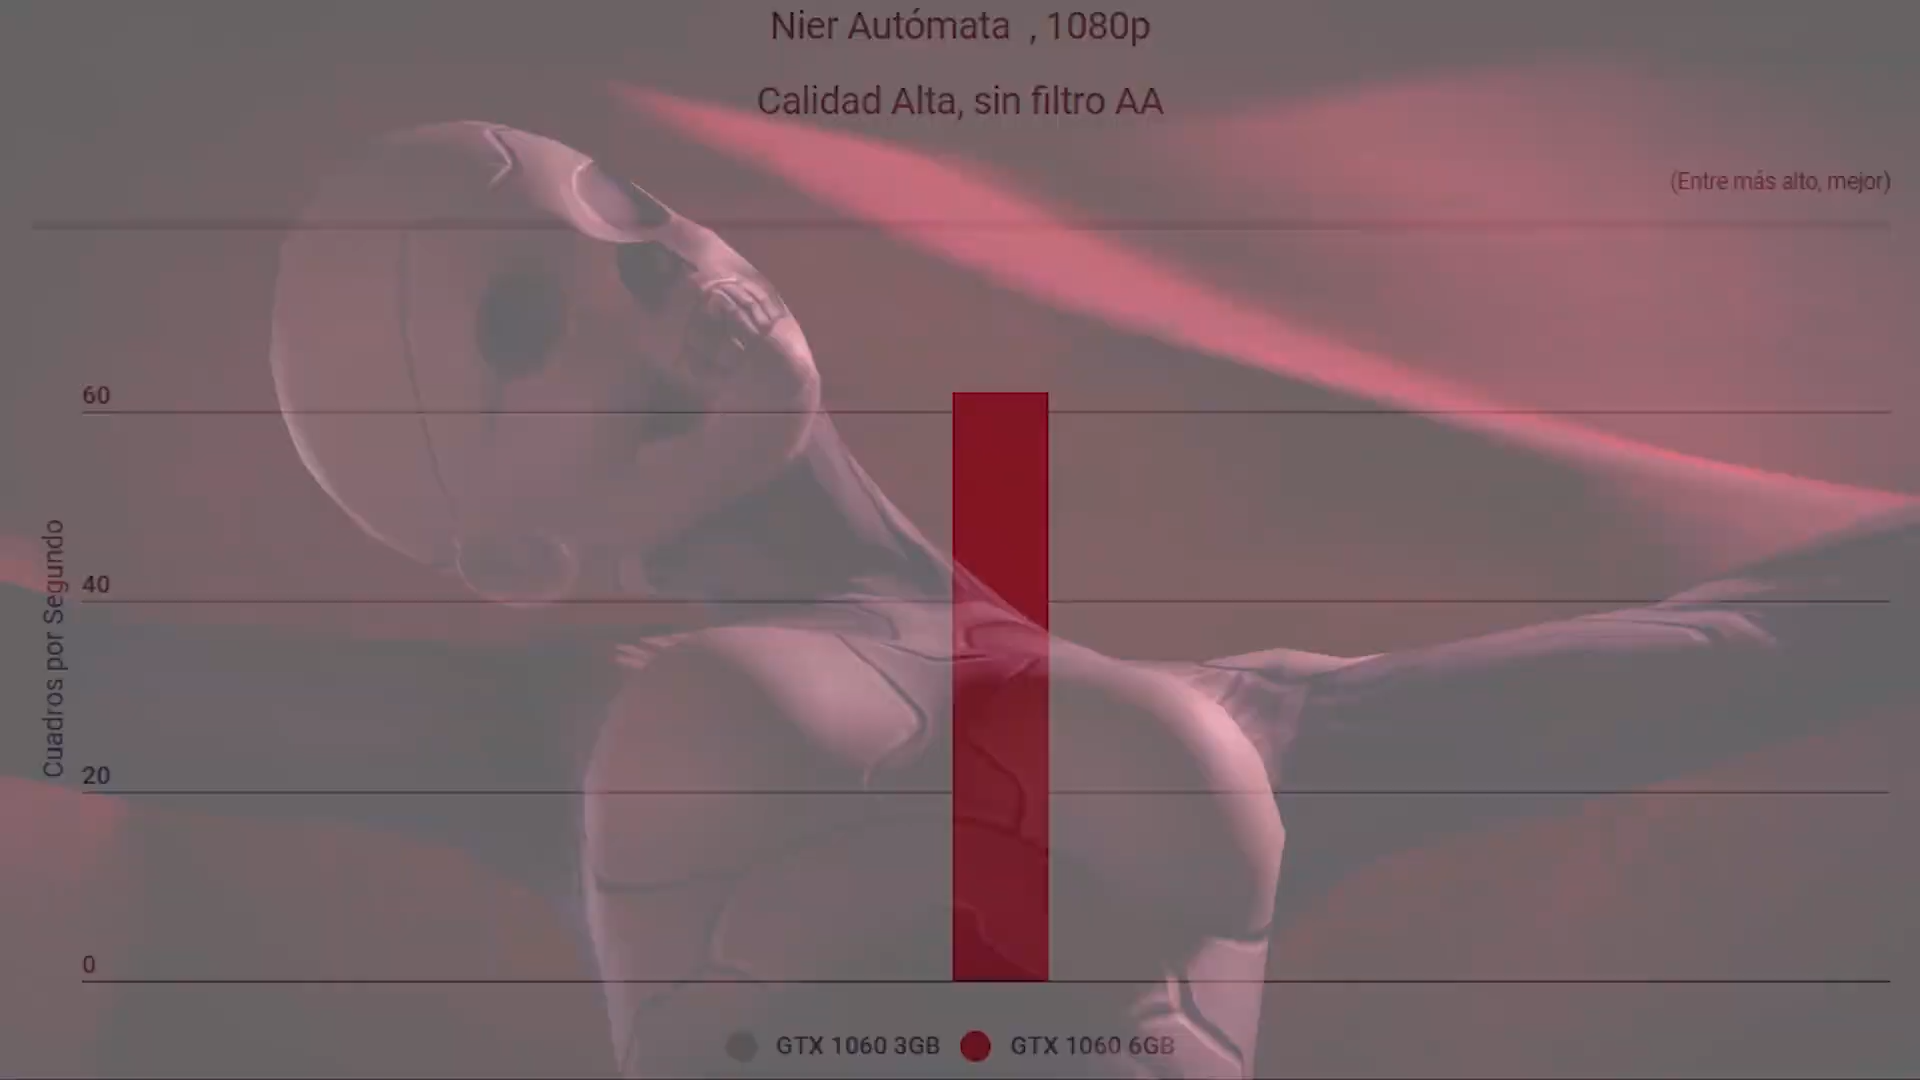 Nier Autómata , 1080p
Calidad Alta, sin filtro AA
(Entre más alto, mejor)
60
40
20
0
Cuadros por Segundo
GTX 1060 3GB
GTX 1060 6GB